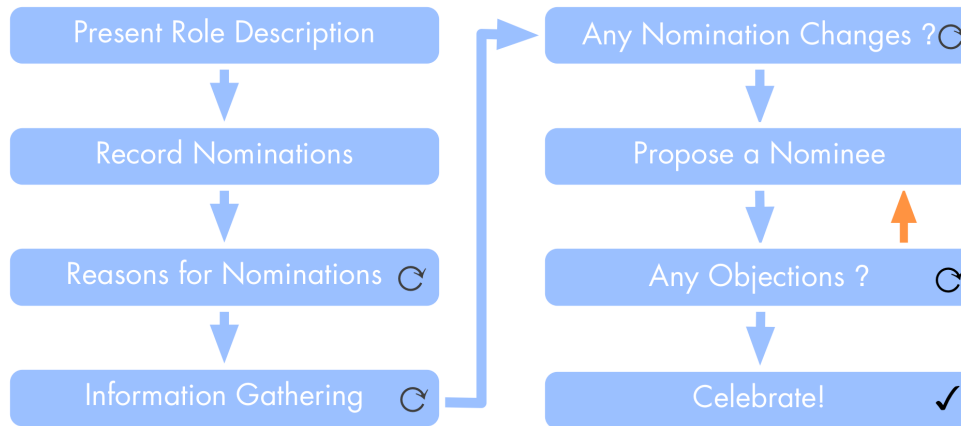 Present Role Description
Record Nominations
Reasons for Nominations
Information Gathering
Any Nomination Changes ?
Propose a Nominee
Any Objections ?
Celebrate!